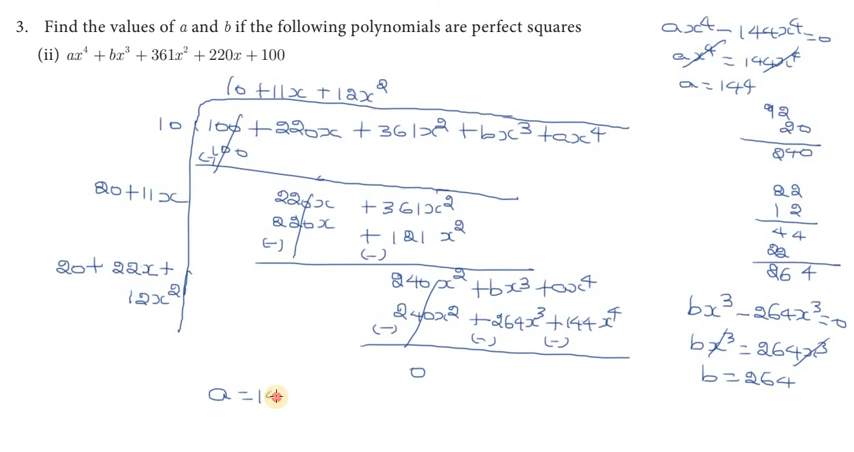 3. Find the values of a and b if the following polynomials are perfect squares
(ii) ax⁴ + bx³ + 361x² + 220x + 100
10 + 11x + 12x²
10 100 + 220x + 361x² + bx³ + ax⁴
(-) 100
20 + 11x 220x + 361x²
220x + 121x²
(-) (-)
20 + 22x + 12x² 240x² + bx³ + ax⁴
240x² + 264x³ + 144x⁴
(-) (-) (-)
0
a = 14
ax⁴ - 144x⁴ = 0
ax⁴ = 144x⁴
a = 144
12
20
240
22
12
44
22
264
bx³ - 264x³ = 0
bx³ = 264x³
b = 264